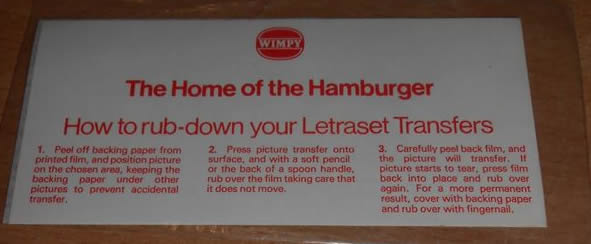 WIMPY
The Home of the Hamburger
How to rub-down your Letraset Transfers
1. Peel off backing paper from
printed film, and position picture
on the chosen area, keeping the
backing paper under other
pictures to prevent accidental
transfer.
2. Press picture transfer onto
surface, and with a soft pencil
or the back of a spoon handle,
rub over the film taking care that
it does not move.
3. Carefully peel back film, and
the picture will transfer. If
picture starts to tear, press film
back into place and rub over
again. For a more permanent
result, cover with backing paper
and rub over with fingernail.